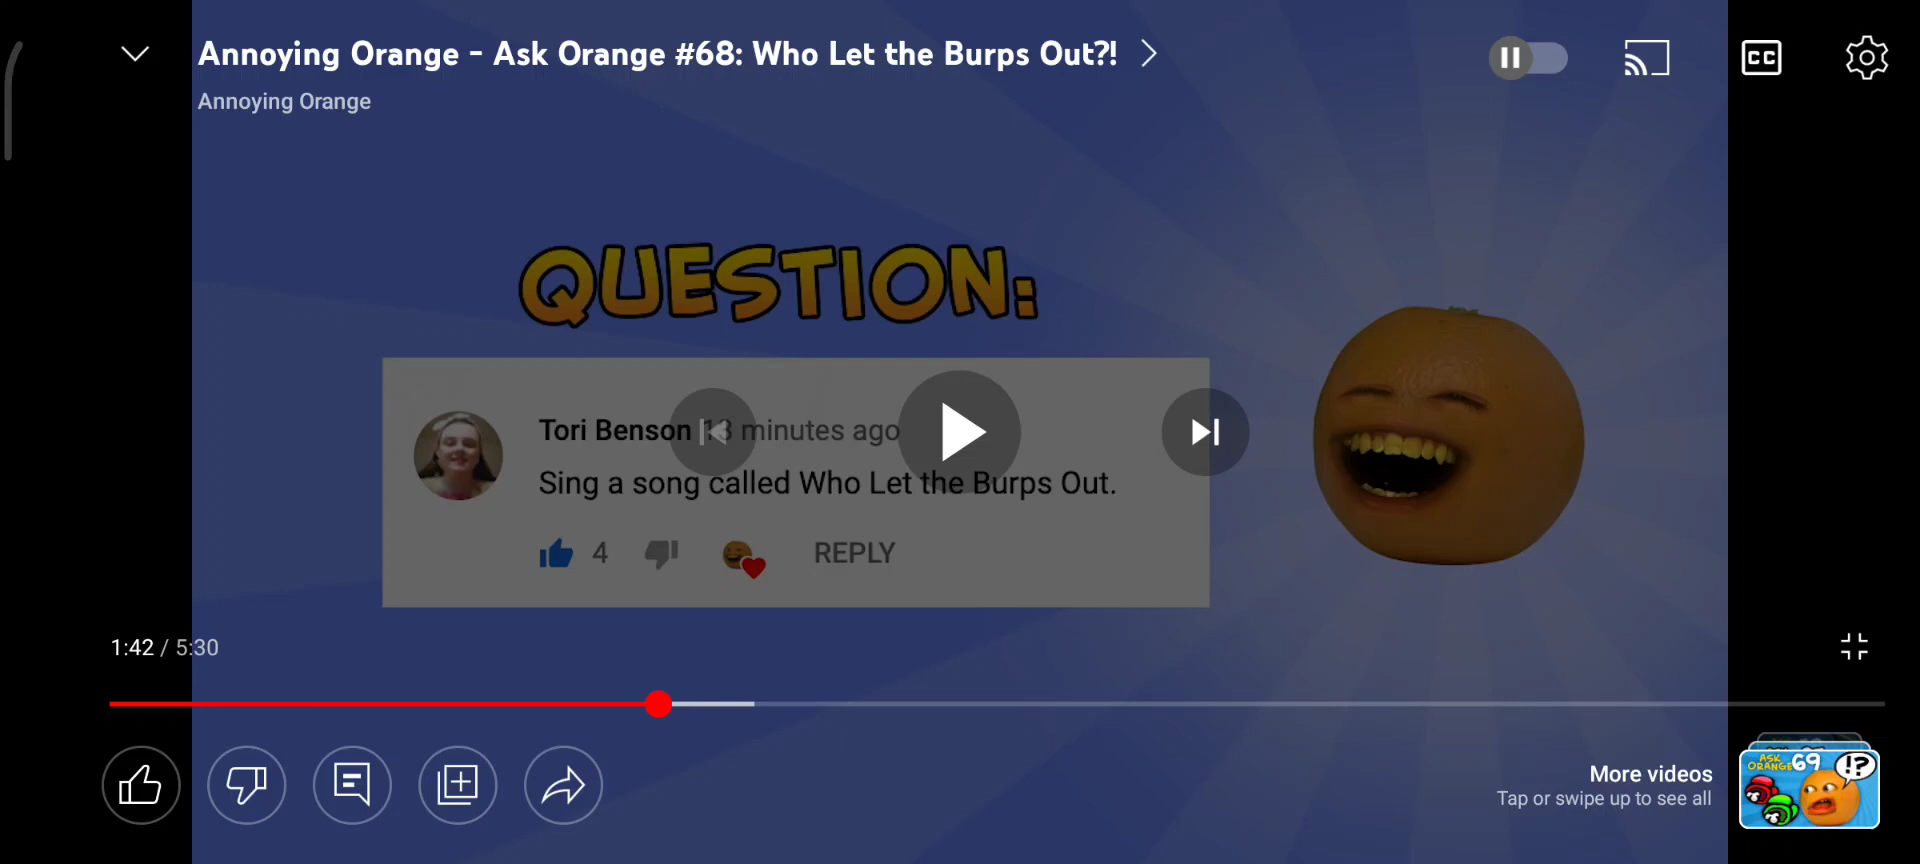 Annoying Orange - Ask Orange #68: Who Let the Burps Out?!
Annoying Orange
CC
QUESTION:
Tori Benson 13 minutes ago
Sing a song called Who Let the Burps Out.
4 REPLY
1:42 / 5:30
More videos
Tap or swipe up to see all
ASK
ORANGE 69
!?